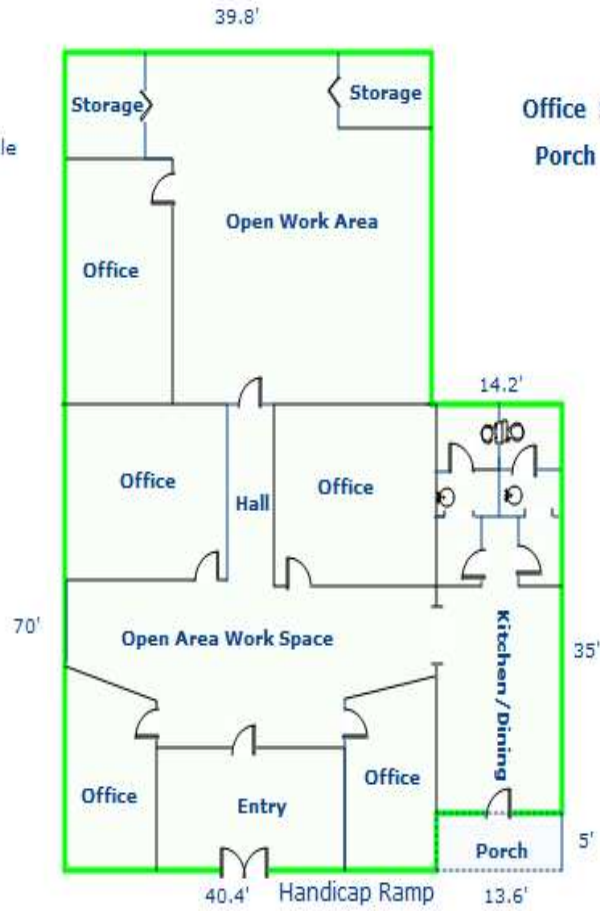 39.8'
Storage
Storage
Office
le
Porch
Open Work Area
Office
14.2'
Office
Hall
Office
70'
Open Area Work Space
35'
Kitchen/Dining
Office
Office
Entry
Porch
5'
40.4'
Handicap Ramp
13.6'